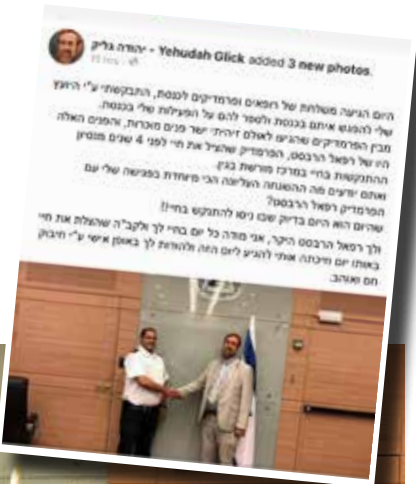 יהודה גליק - Yehudah Glick added 3 new photos.
היום הגיעה משלחת של רופאים ופרמדיקים לכנסת, התבקשתי ע"י היועץ
שלי להפגש איתם בכנסת ולספר להם על הפעילות שלי בכנסת.
מבין הפרמדיקים שהגיעו לאולם זיהיתי ישר פנים מוכרות, והפנים האלה
היו של רפאל הרבסט, הפרמדיק שהציל את חיי לפני 4 שנים מנסיון
ההתנקשות בחיי במרכז מורשת בגין.
ואתם יודעים מה ההשגחה העליונה הכי מיוחדת בפגישה שלי עם
הפרמדיק רפאל הרבסט?
שהיום הוא היום בדיוק שבו ניסו להתנקש בחיי!!
ולך רפאל הרבסט היקר, אני מודה כל יום בחיי לך ולקב"ה שהצלת את חיי
באותו יום וזיכתה אותי להגיע ליום הזה ולהודות לך באופן אישי ע"י חיבוק
חם ואוהב.